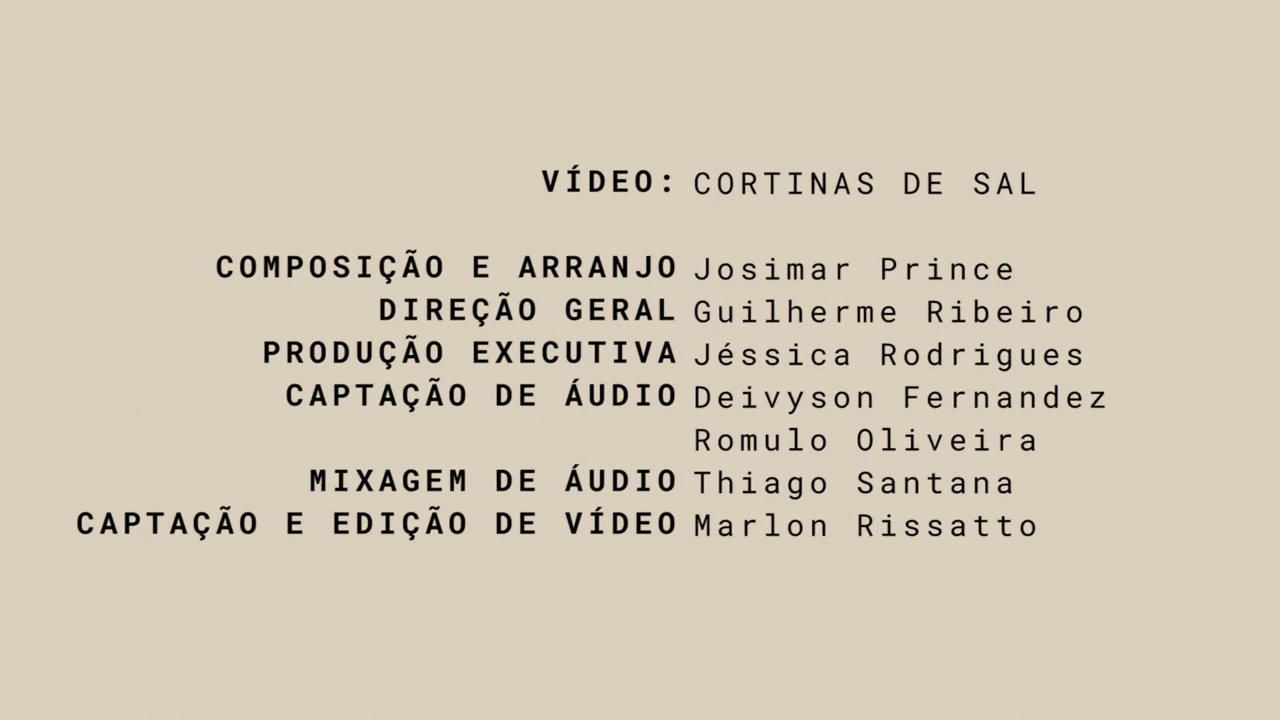 VÍDEO: CORTINAS DE SAL
COMPOSIÇÃO E ARRANJO Josimar Prince
DIREÇÃO GERAL Guilherme Ribeiro
PRODUÇÃO EXECUTIVA Jéssica Rodrigues
CAPTAÇÃO DE ÁUDIO Deivyson Fernandez
Romulo Oliveira
MIXAGEM DE ÁUDIO Thiago Santana
CAPTAÇÃO E EDIÇÃO DE VÍDEO Marlon Rissatto